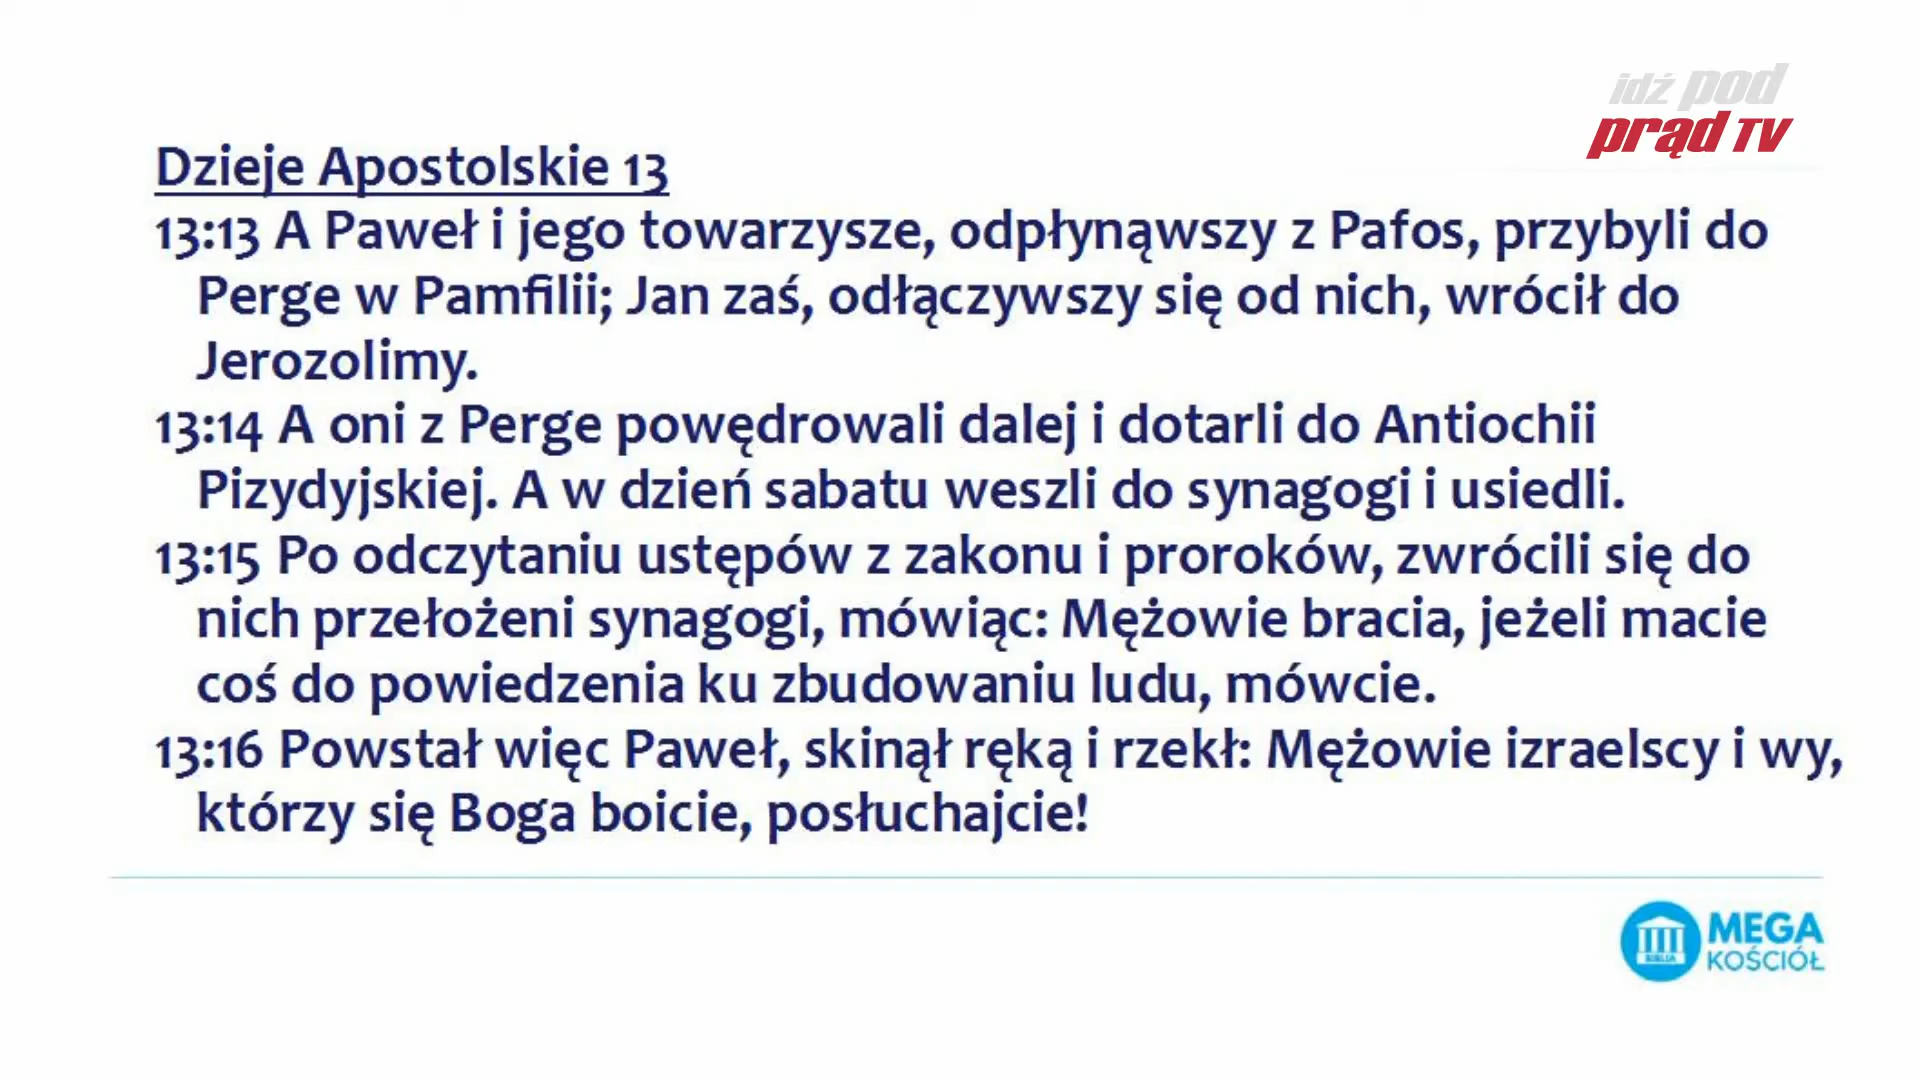 idź pod
prąd TV
Dzieje Apostolskie 13
13:13 A Paweł i jego towarzysze, odpłynąwszy z Pafos, przybyli do
Perge w Pamfilii; Jan zaś, odłączywszy się od nich, wrócił do
Jerozolimy.
13:14 A oni z Perge powędrowali dalej i dotarli do Antiochii
Pizydyjskiej. A w dzień sabatu weszli do synagogi i usiedli.
13:15 Po odczytaniu ustępów z zakonu i proroków, zwrócili się do
nich przełożeni synagogi, mówiąc: Mężowie bracia, jeżeli macie
coś do powiedzenia ku zbudowaniu ludu, mówcie.
13:16 Powstał więc Paweł, skinął ręką i rzekł: Mężowie izraelscy i wy,
którzy się Boga boicie, posłuchajcie!
BIBLIA
MEGA
KOŚCIÓŁ